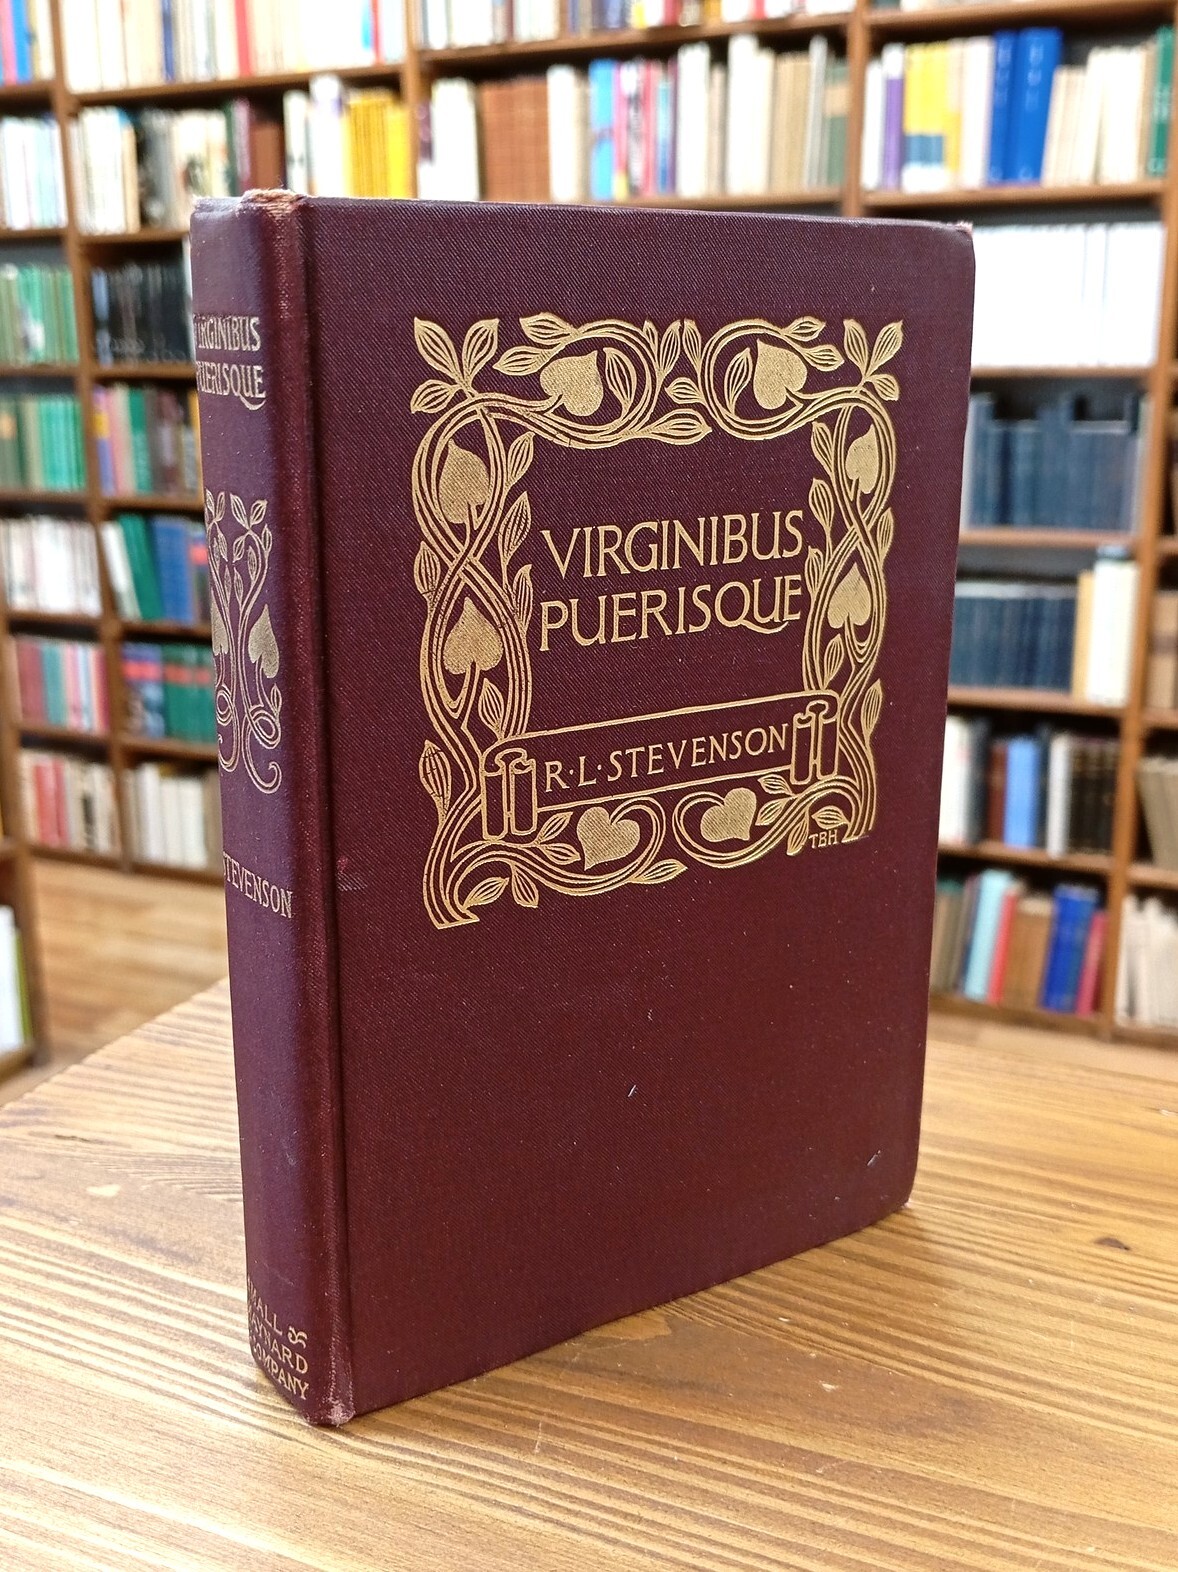 VIRGINIBUS
PUERISQUE
R·L·STEVENSON
TBH
VIRGINIBUS
PUERISQUE
STEVENSON
SMALL
MAYNARD
& COMPANY